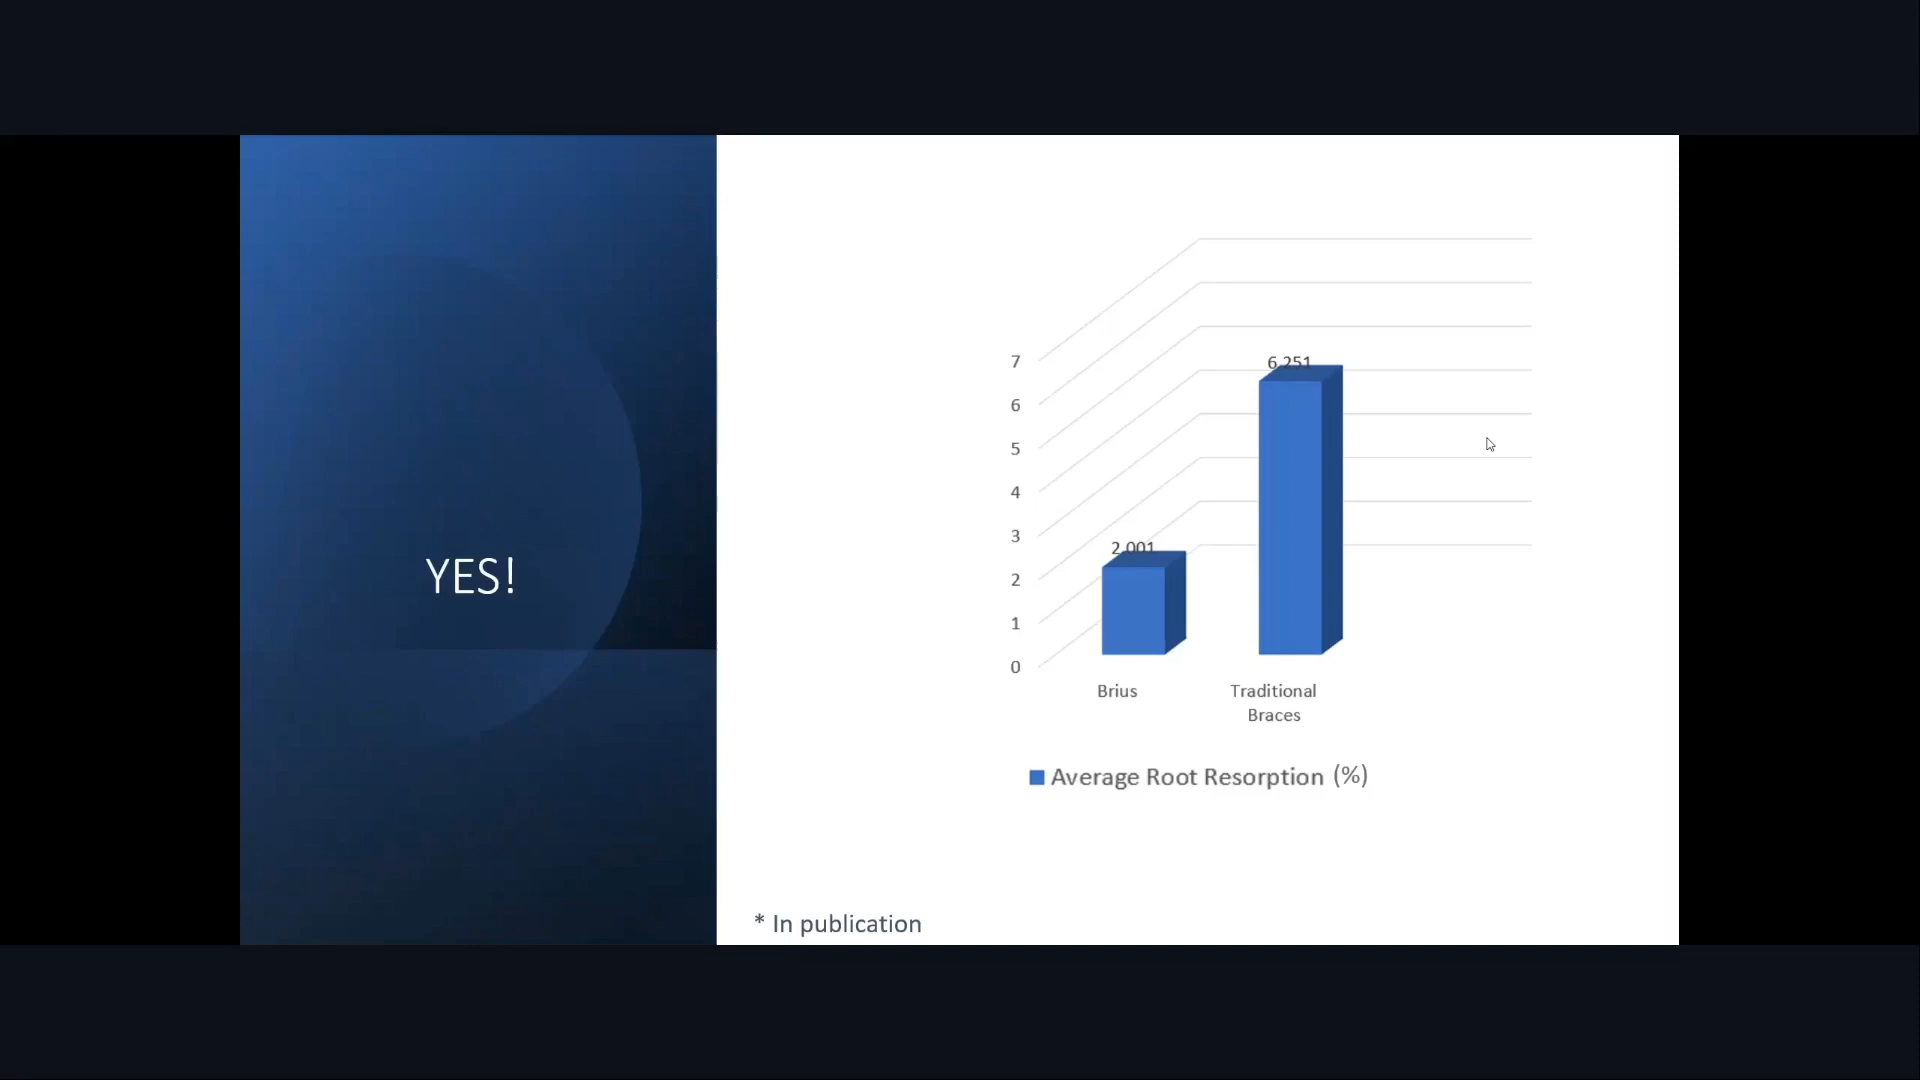 YES!
7
6
5
4
3
2
1
0
2.001
6.251
Brius
Traditional
Braces
Average Root Resorption (%)
* In publication